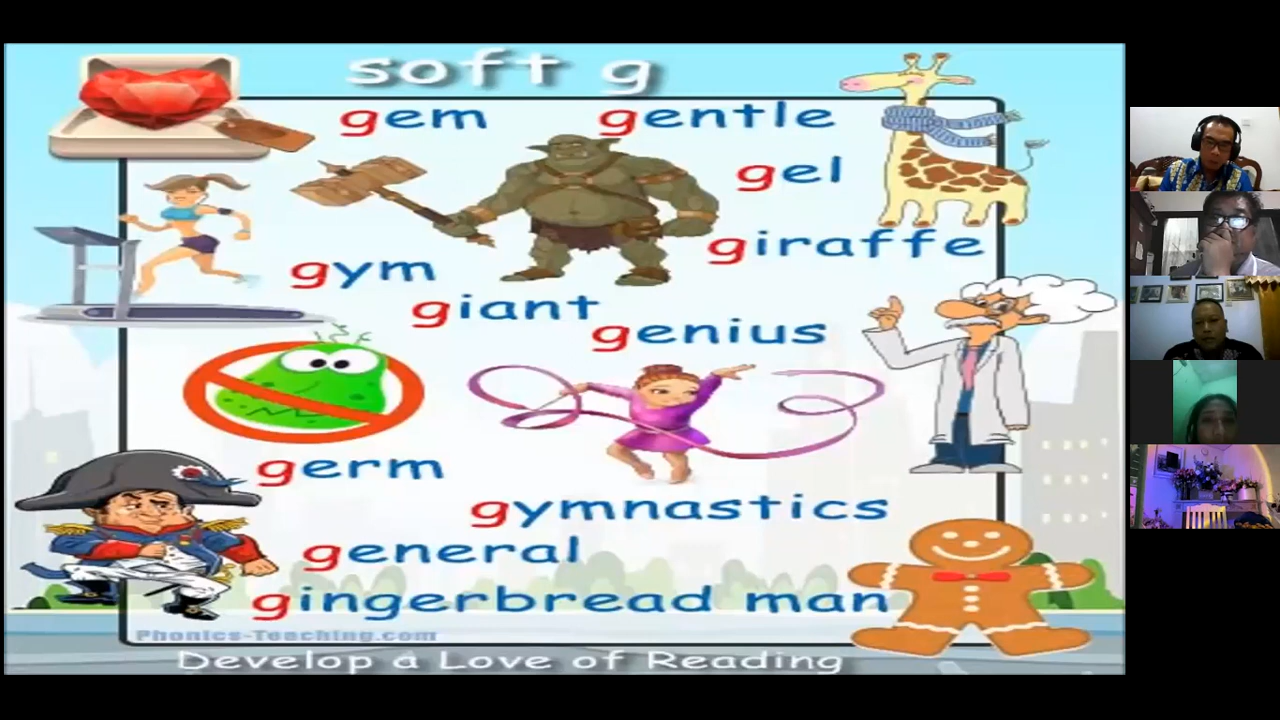 soft g
gem gentle
gel
giraffe
gym
giant
genius
germ
gymnastics
general
gingerbread man
Phonics-Teaching.com
Develop a Love of Reading